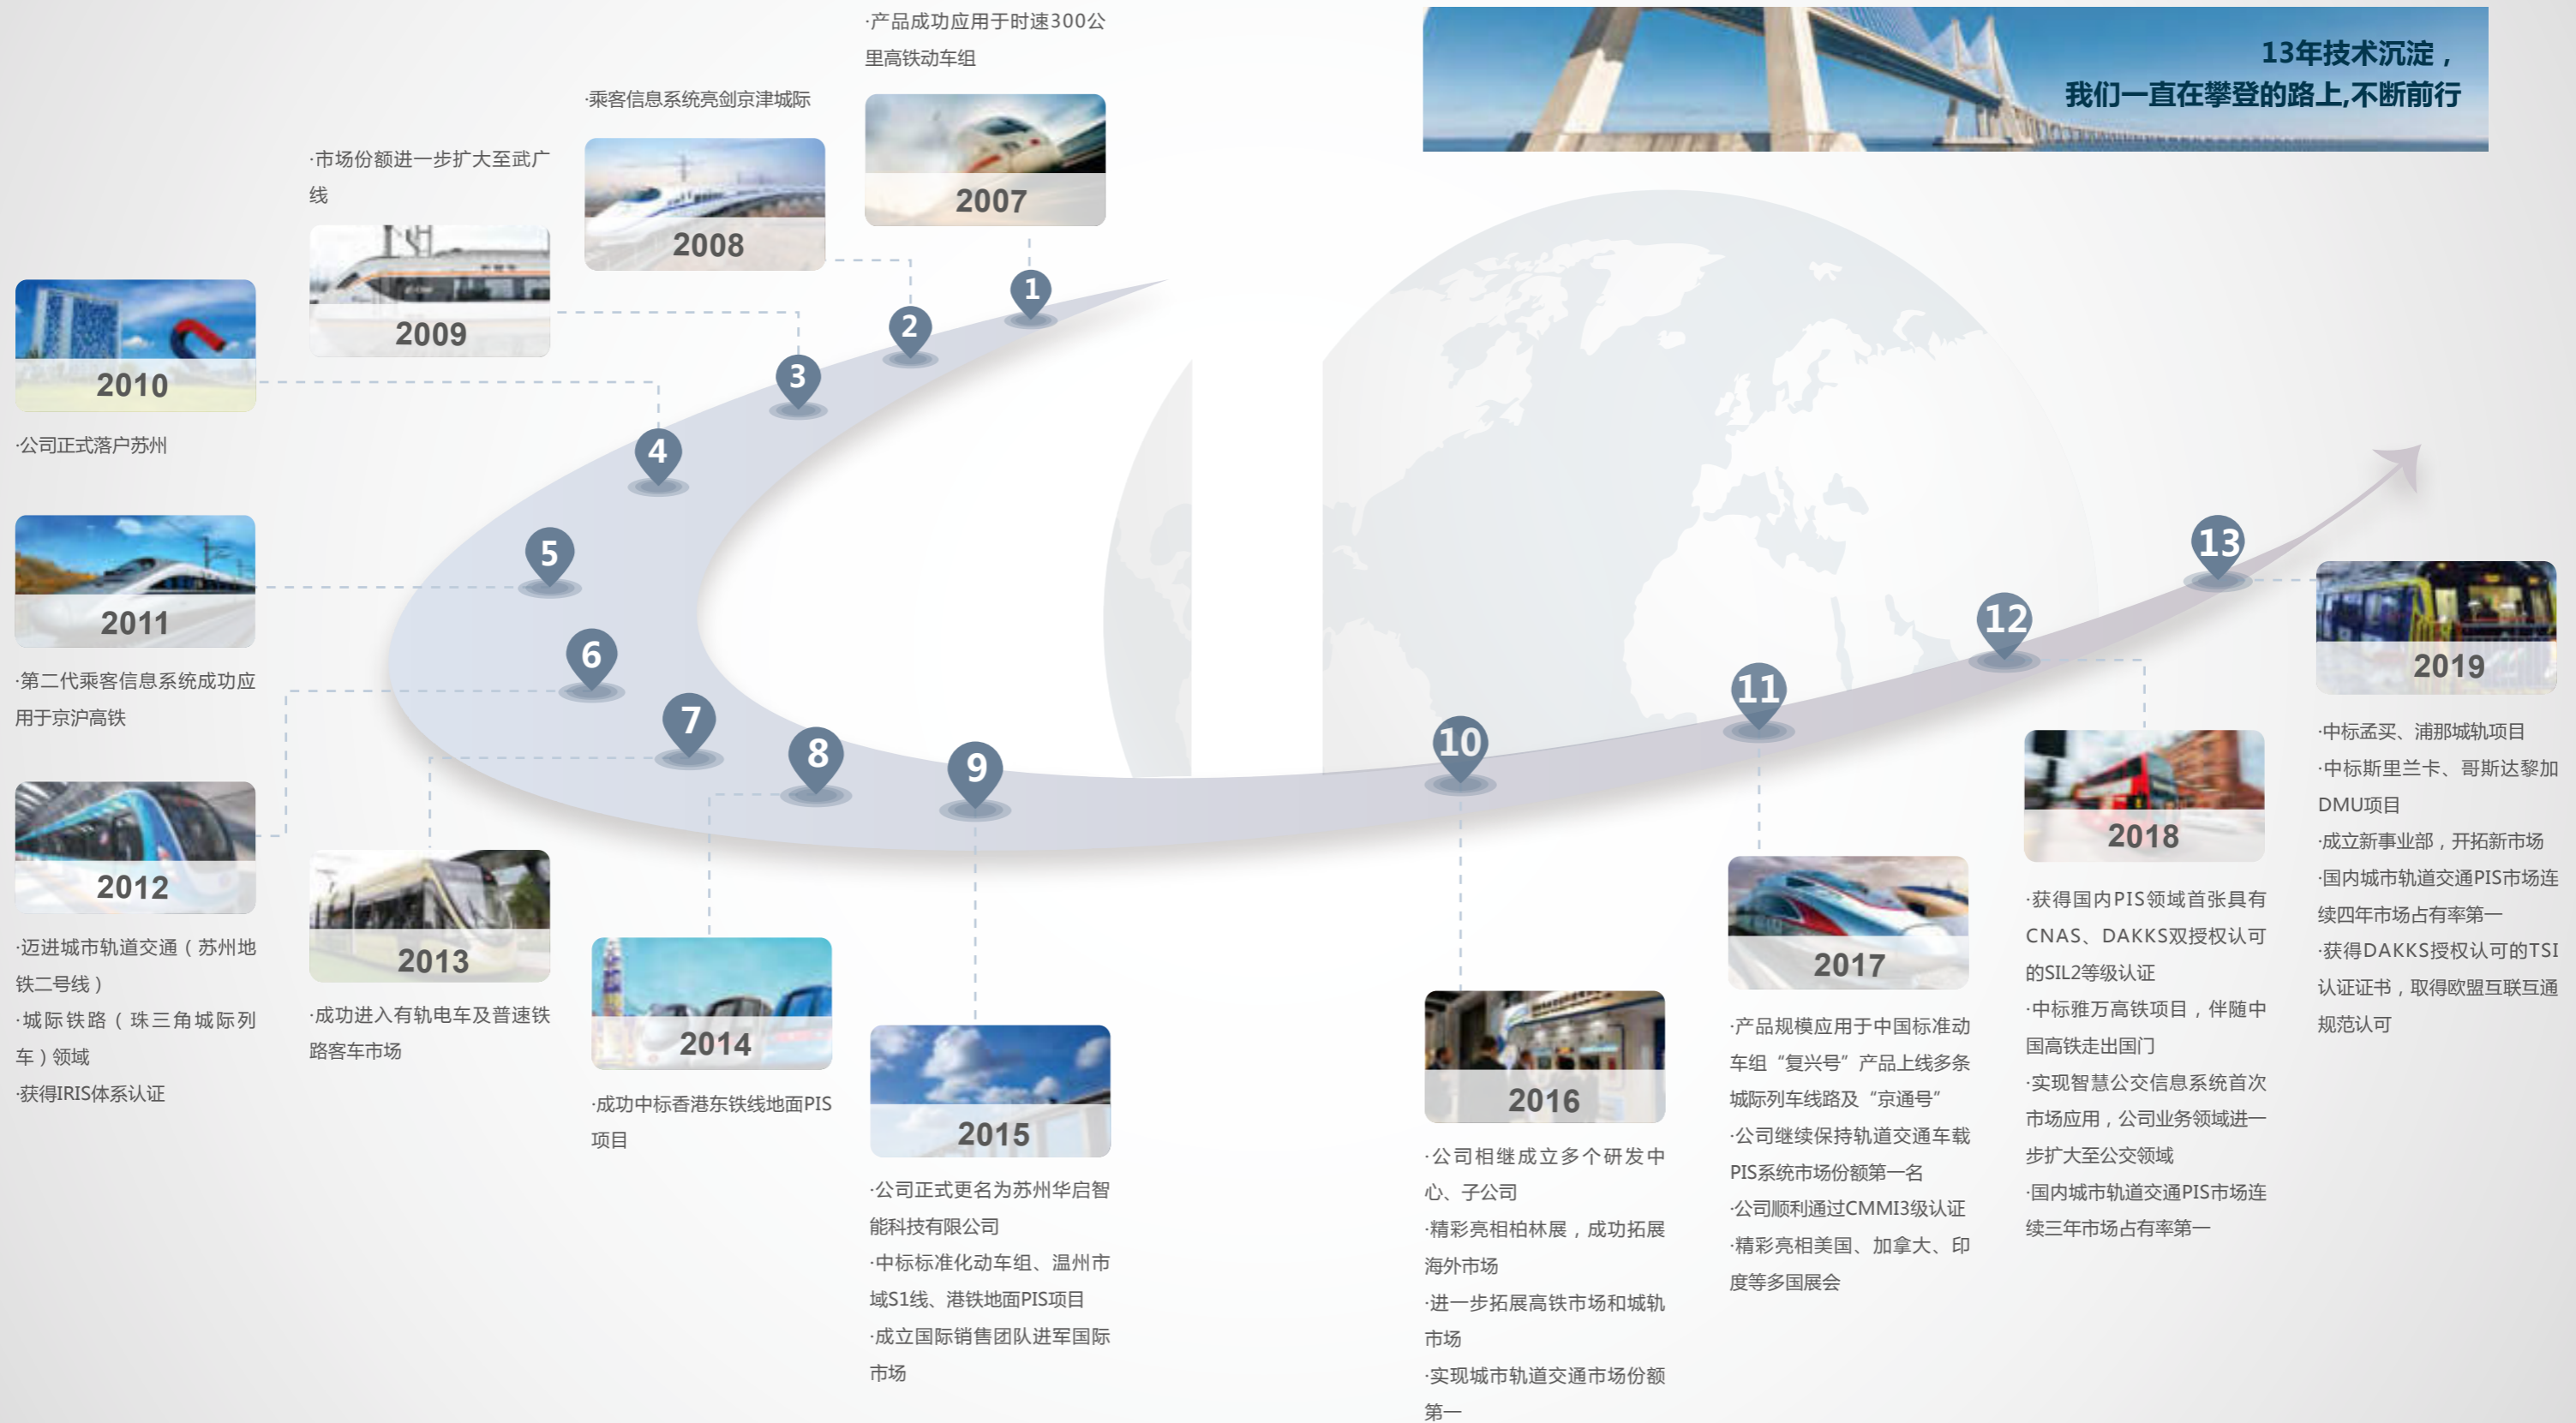 13年技术沉淀，
我们一直在攀登的路上,不断前行
·产品成功应用于时速300公
里高铁动车组
2007
1
·乘客信息系统亮剑京津城际
2008
2
·市场份额进一步扩大至武广
线
2009
3
2010
4
·公司正式落户苏州
2011
5
·第二代乘客信息系统成功应
用于京沪高铁
2012
6
·迈进城市轨道交通（苏州地
铁二号线）
·城际铁路（珠三角城际列
车）领域
·获得IRIS体系认证
7
2013
·成功进入有轨电车及普速铁
路客车市场
8
2014
·成功中标香港东铁线地面PIS
项目
9
2015
·公司正式更名为苏州华启智
能科技有限公司
·中标标准化动车组、温州市
域S1线、港铁地面PIS项目
·成立国际销售团队进军国际
市场
10
2016
·公司相继成立多个研发中
心、子公司
·精彩亮相柏林展，成功拓展
海外市场
·进一步拓展高铁市场和城轨
市场
·实现城市轨道交通市场份额
第一
11
2017
·产品规模应用于中国标准动
车组“复兴号”产品上线多条
城际列车线路及“京通号”
·公司继续保持轨道交通车载
PIS系统市场份额第一名
·公司顺利通过CMMI3级认证
·精彩亮相美国、加拿大、印
度等多国展会
12
2018
·获得国内PIS领域首张具有
CNAS、DAKKS双授权认可
的SIL2等级认证
·中标雅万高铁项目，伴随中
国高铁走出国门
·实现智慧公交信息系统首次
市场应用，公司业务领域进一
步扩大至公交领域
·国内城市轨道交通PIS市场连
续三年市场占有率第一
13
2019
·中标孟买、浦那城轨项目
·中标斯里兰卡、哥斯达黎加
DMU项目
·成立新事业部，开拓新市场
·国内城市轨道交通PIS市场连
续四年市场占有率第一
·获得DAKKS授权认可的TSI
认证证书，取得欧盟互联互通
规范认可